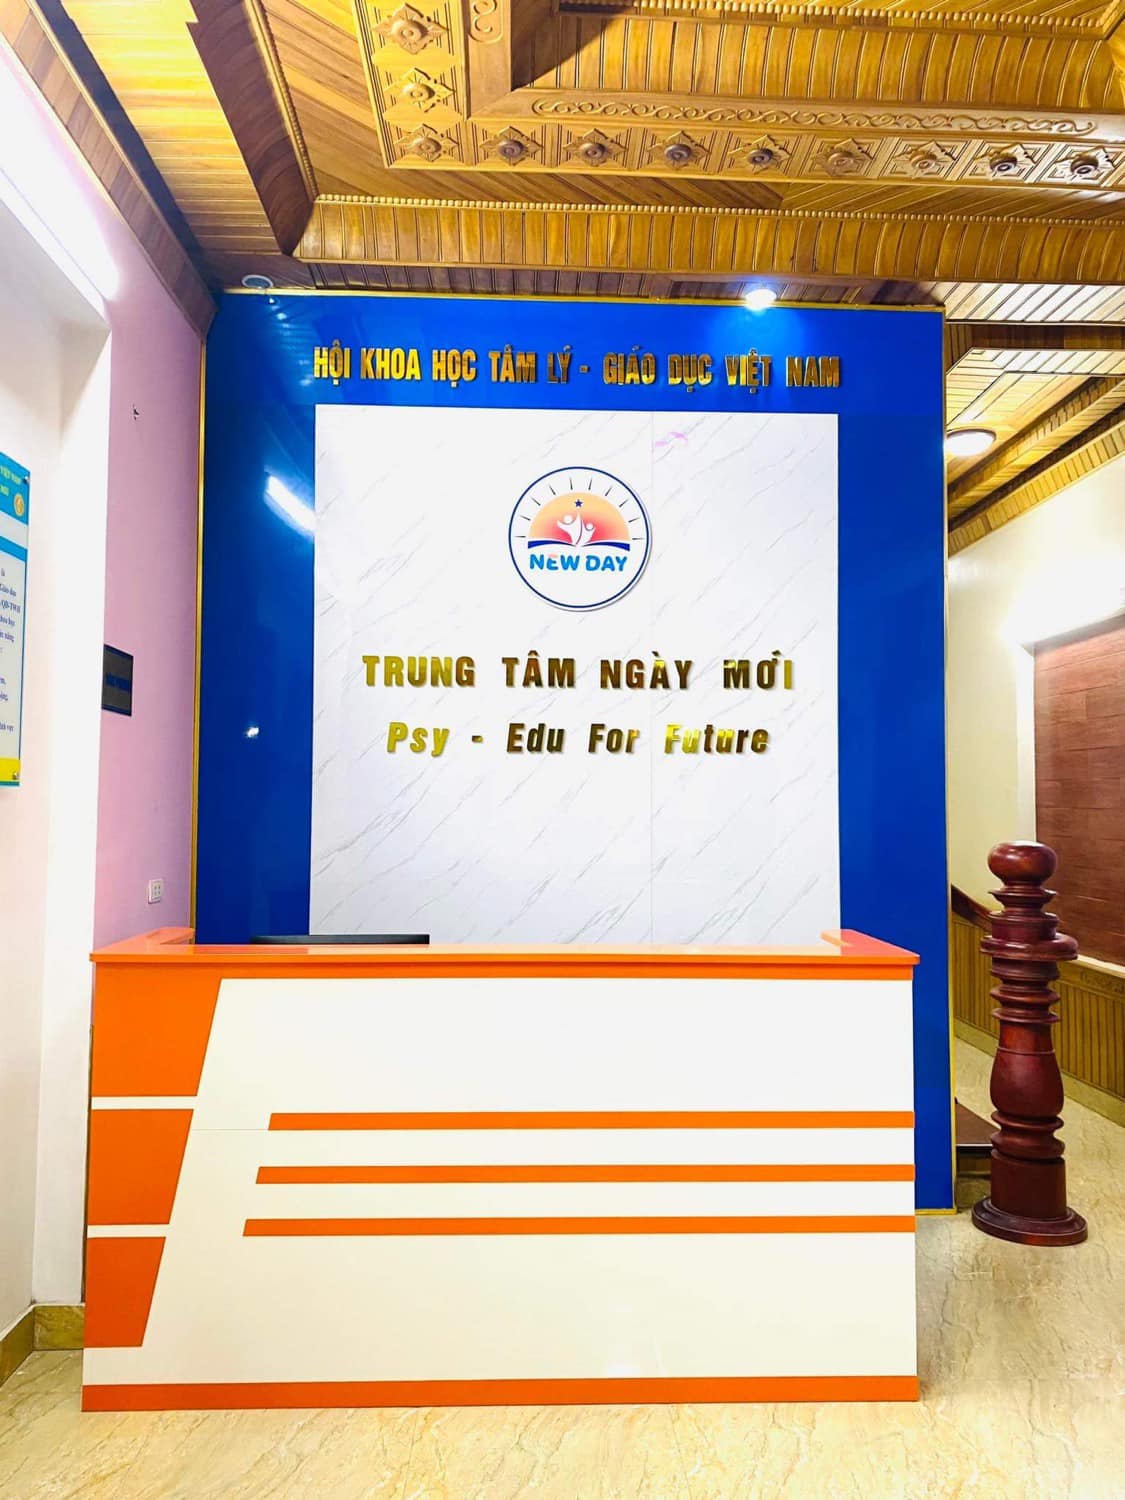 HỘI KHOA HỌC TÂM LÝ - GIÁO DỤC VIỆT NAM
NEW DAY
TRUNG TÂM NGÀY MỚI
Psy - Edu For Future